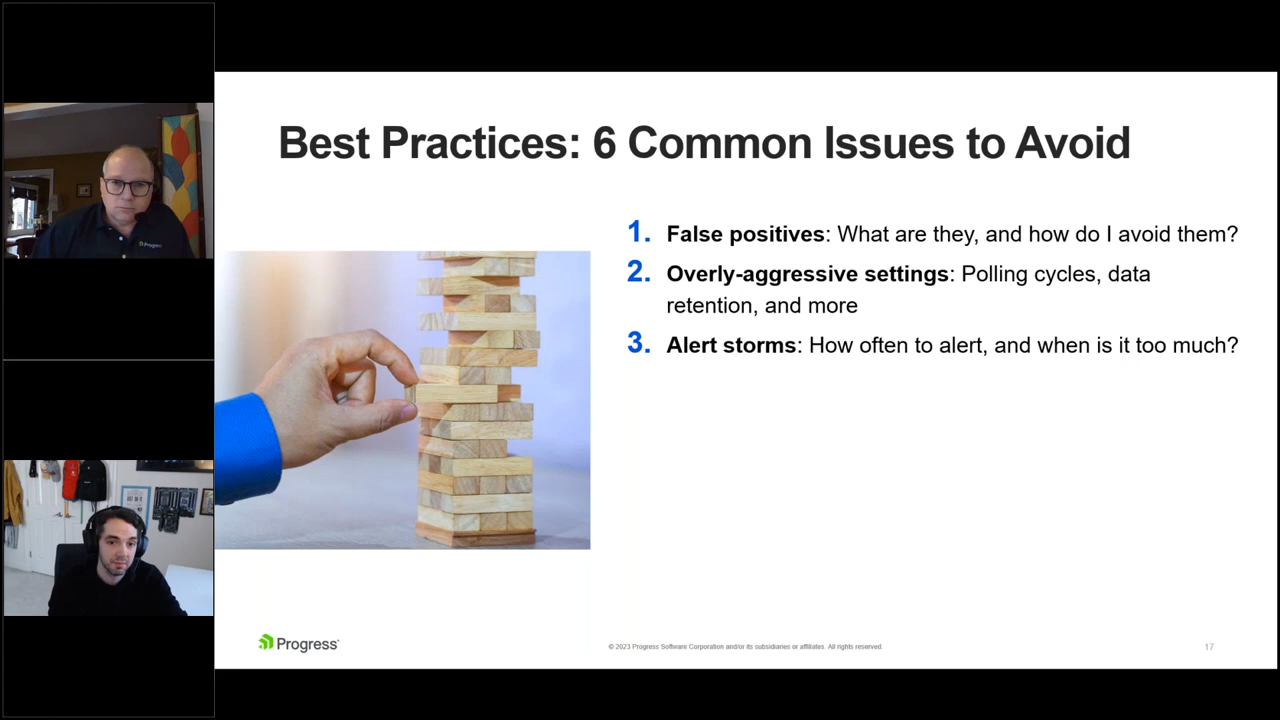 Best Practices: 6 Common Issues to Avoid
1. False positives: What are they, and how do I avoid them?
2. Overly-aggressive settings: Polling cycles, data
retention, and more
3. Alert storms: How often to alert, and when is it too much?
Progress
Progress
© 2023 Progress Software Corporation and/or its subsidiaries or affiliates. All rights reserved.
17